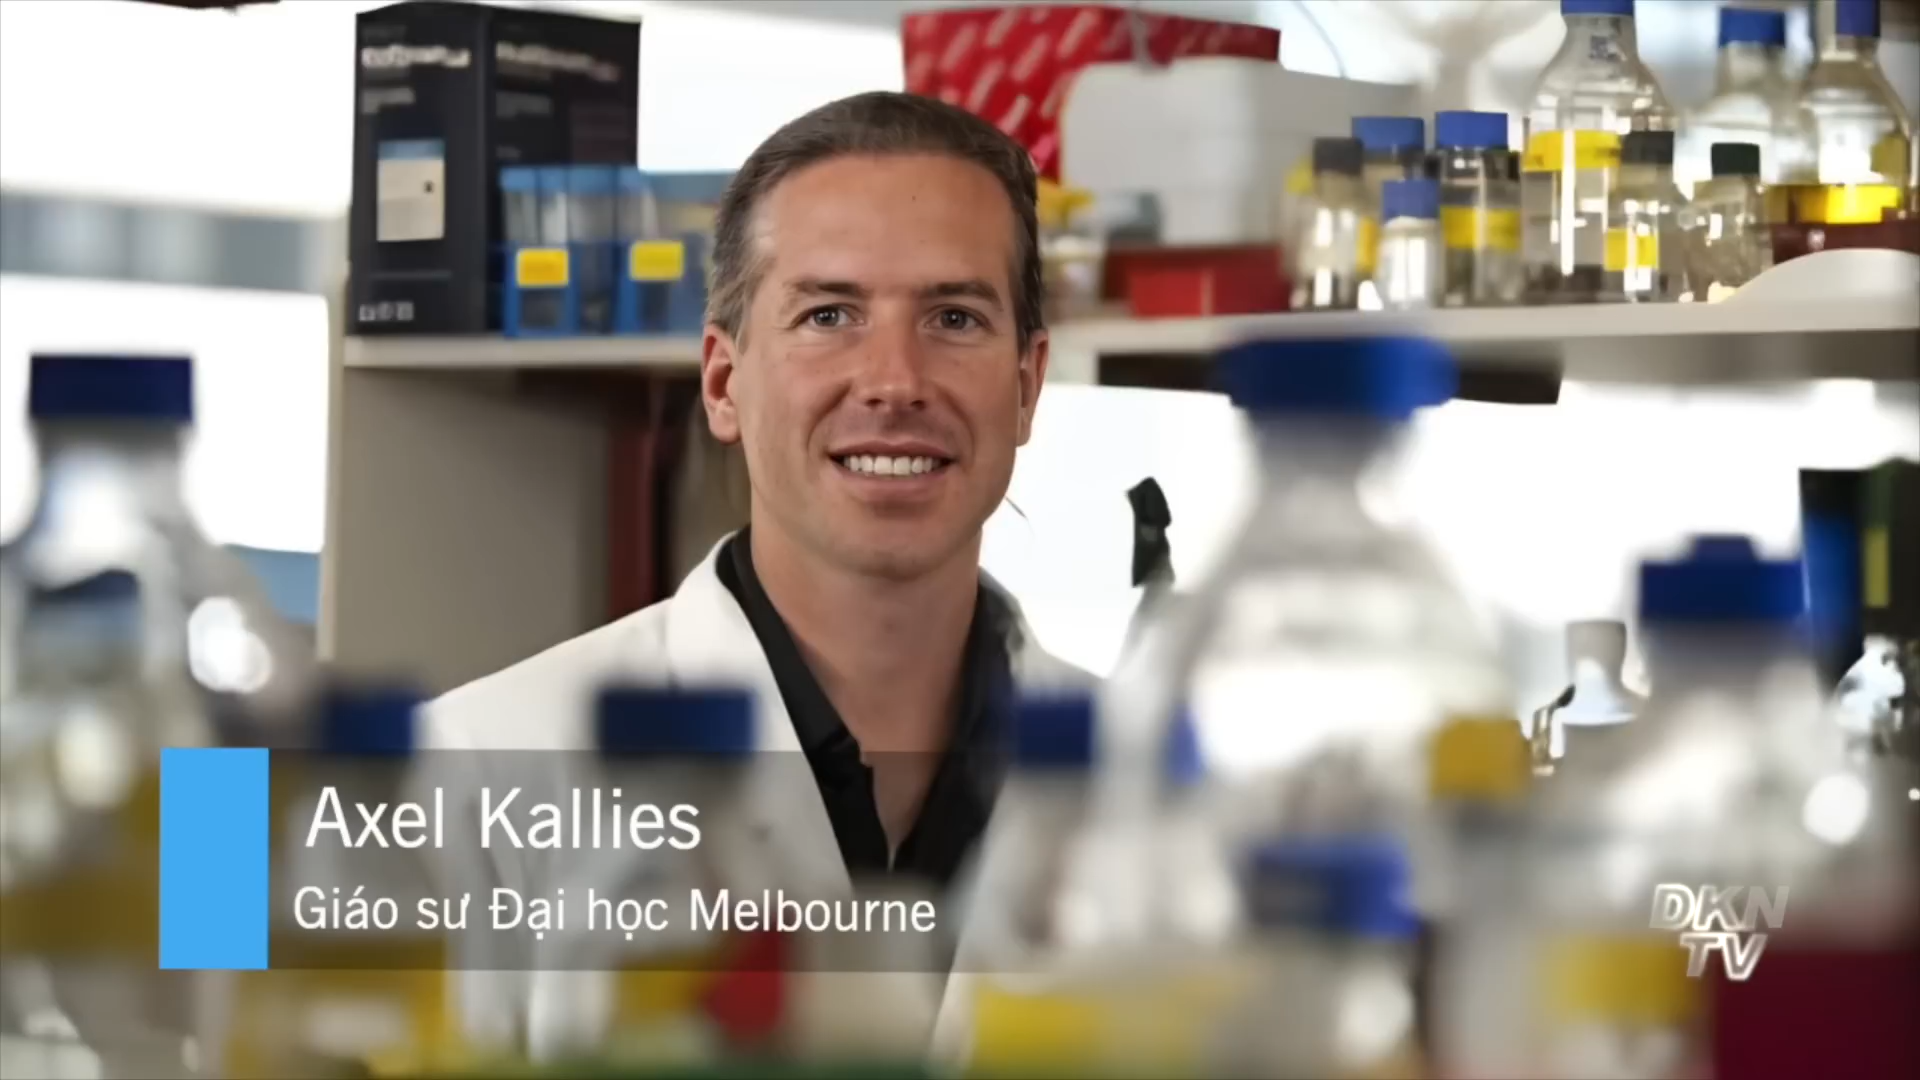 Axel Kallies
Giáo sư Đại học Melbourne
DKN
TV